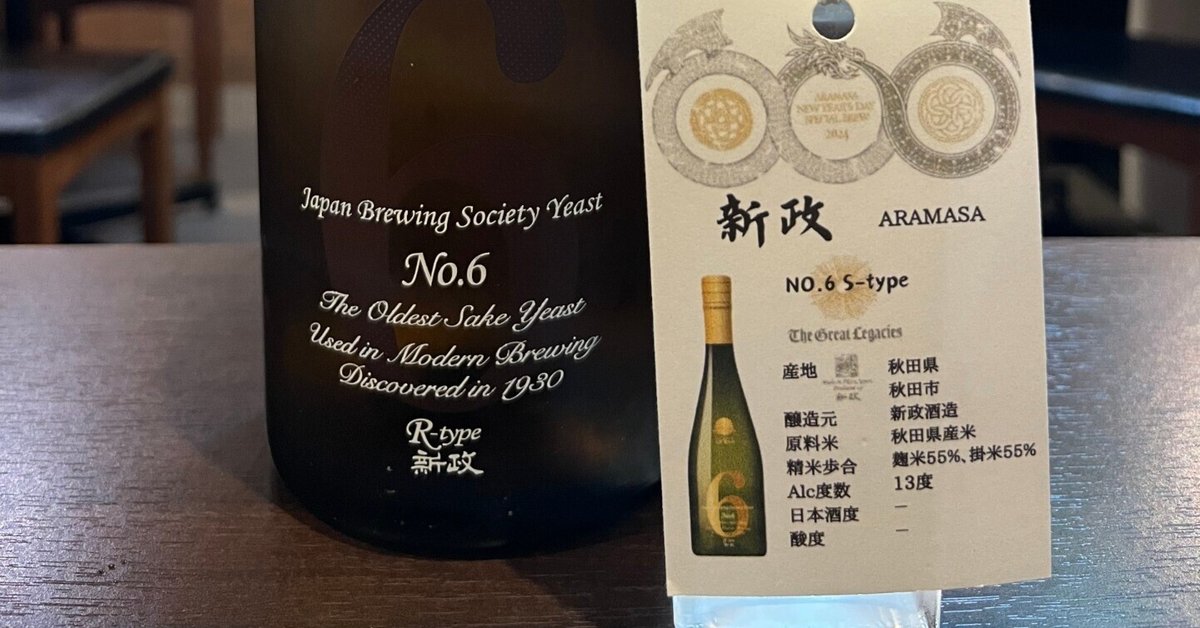 6
Japan Brewing Society Yeast
No.6
The Oldest Sake Yeast
Used in Modern Brewing
Discovered in 1930
R-type
新政
ARAMASA
NEW YEAR'S DAY
SPECIAL BREW
2024
新政 ARAMASA
NO.6 S-type
The Great Legacies
産地 秋田県
秋田市
醸造元 新政酒造
原料米 秋田県産米
精米歩合 麹米55%、掛米55%
Alc度数 13度
日本酒度 －
酸度 －
6